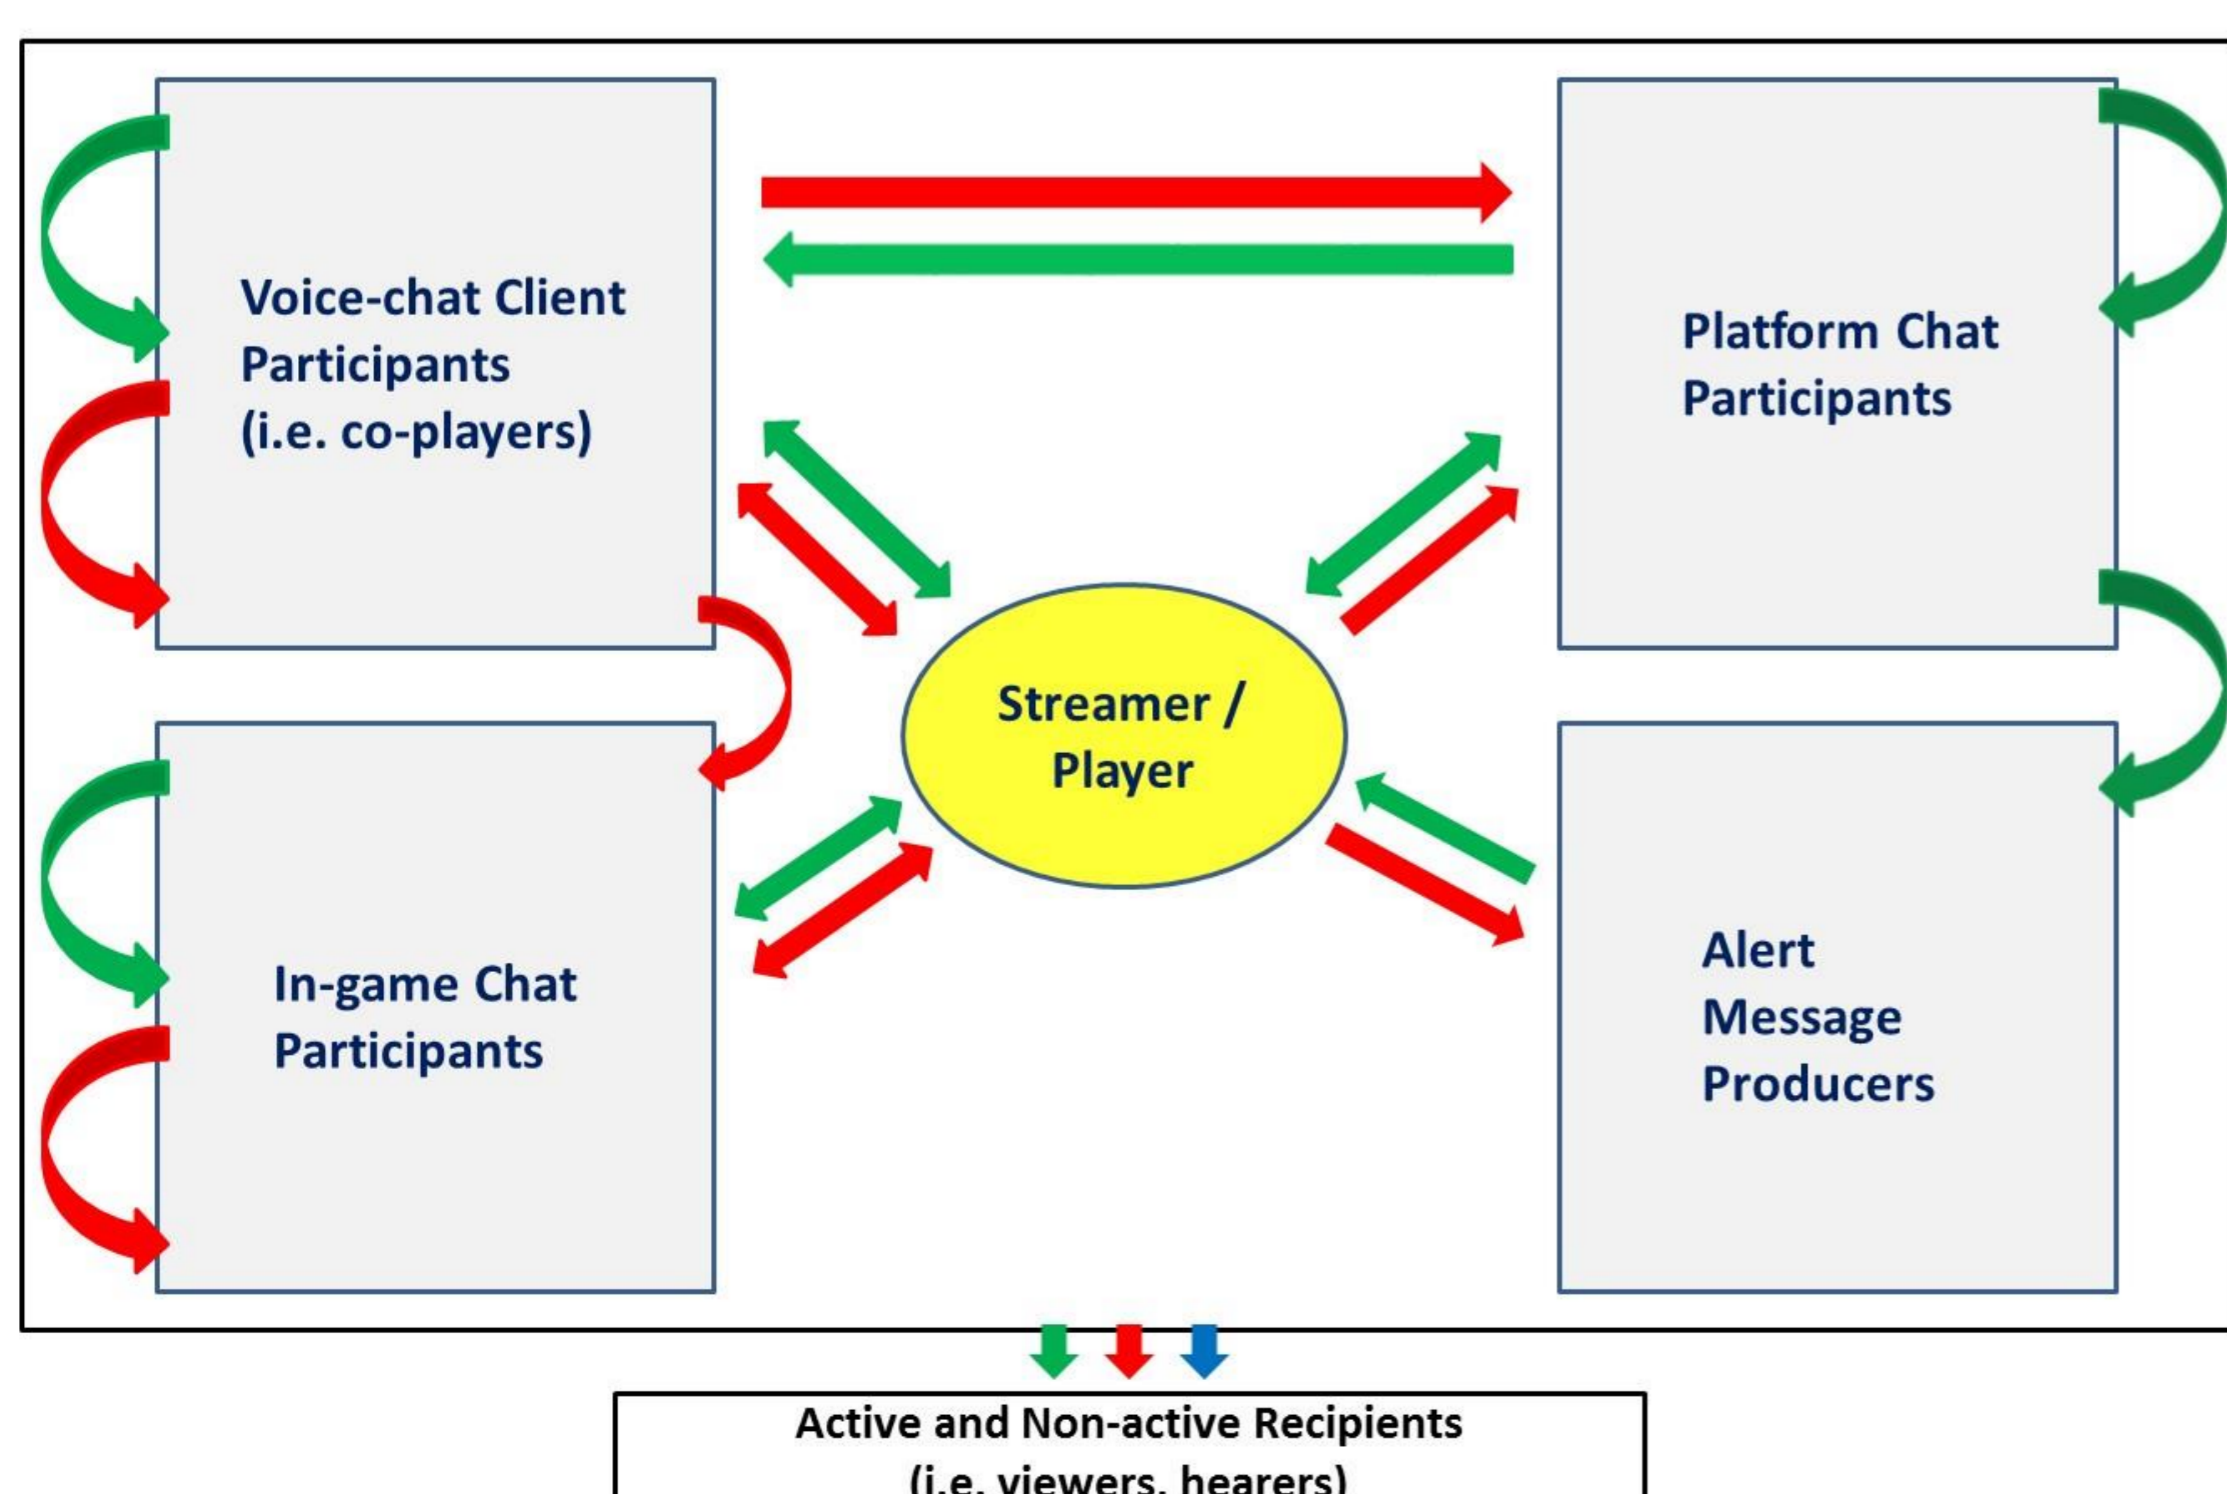 Voice-chat Client
Participants
(i.e. co-players)
Platform Chat
Participants
Streamer /
Player
In-game Chat
Participants
Alert
Message
Producers
Active and Non-active Recipients
(i.e. viewers, hearers)